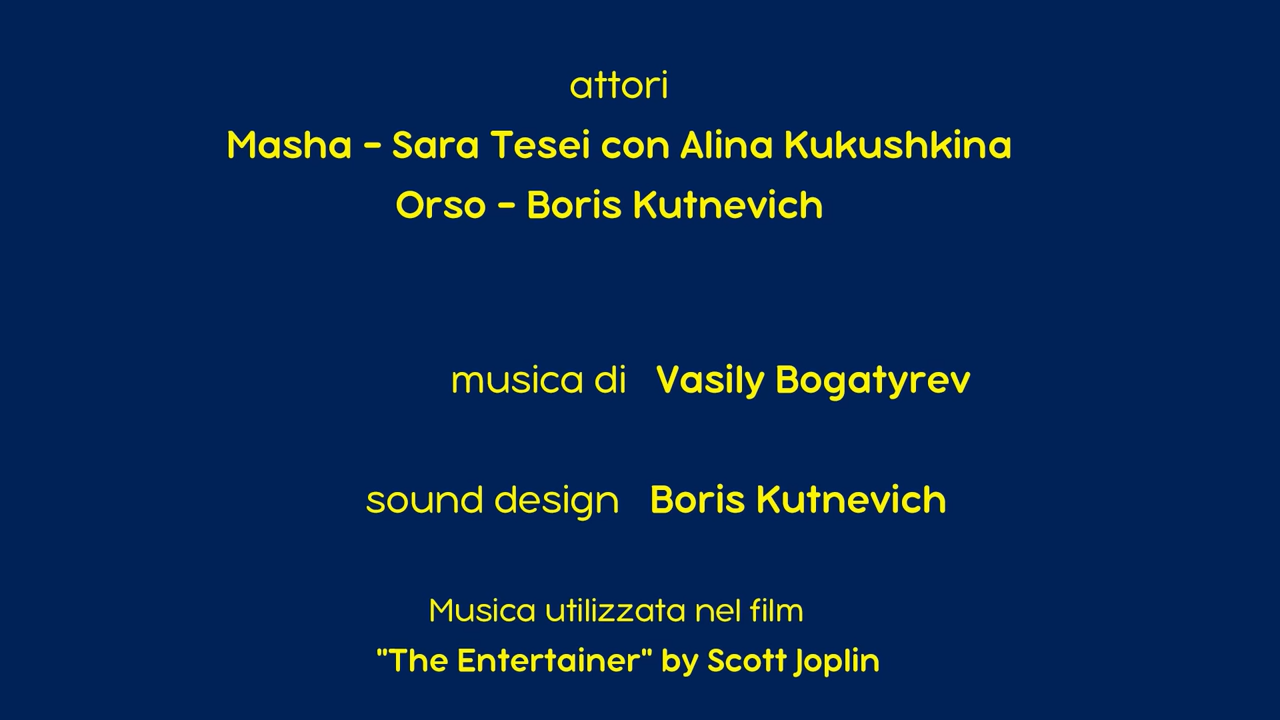 attori
Masha - Sara Tesei con Alina Kukushkina
Orso - Boris Kutnevich
musica di Vasily Bogatyrev
sound design Boris Kutnevich
Musica utilizzata nel film
"The Entertainer" by Scott Joplin